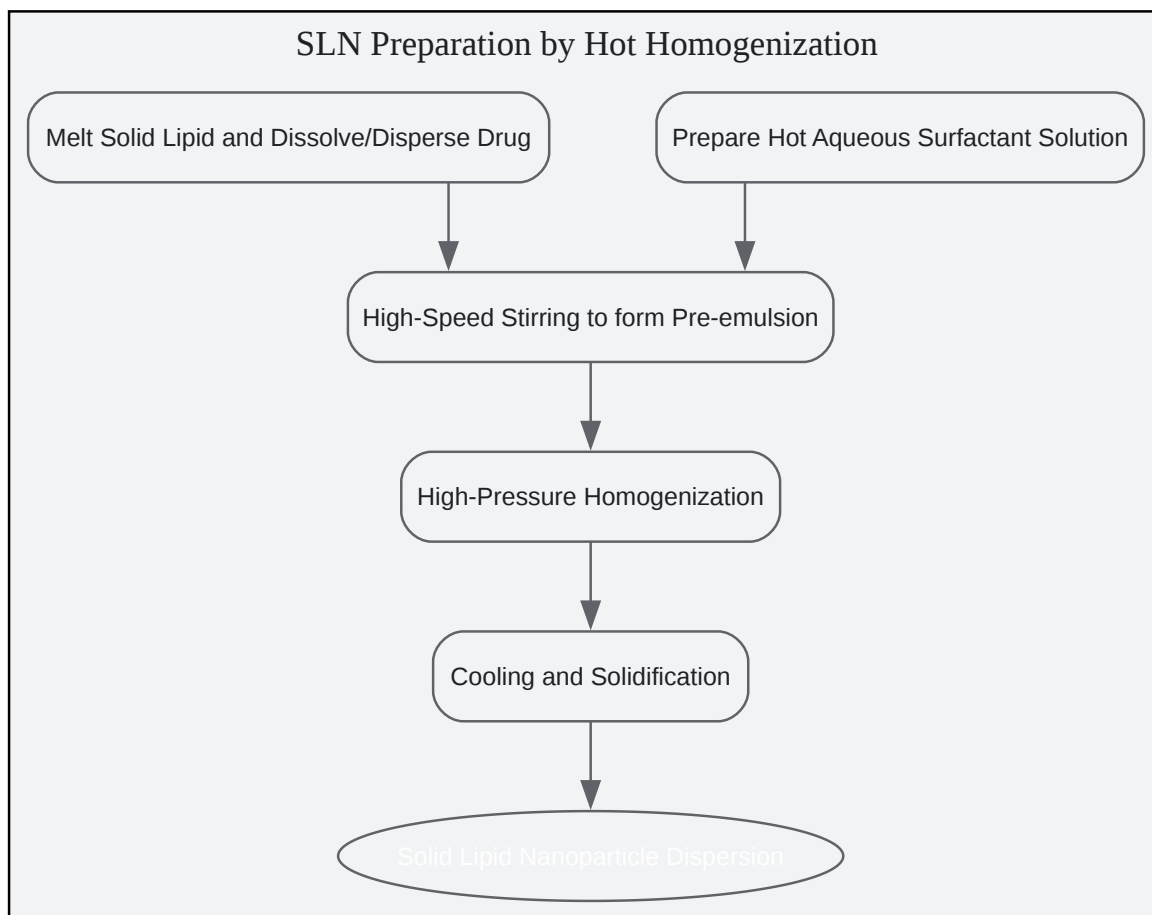 SLN Preparation by Hot Homogenization
Melt Solid Lipid and Dissolve/Disperse Drug
Prepare Hot Aqueous Surfactant Solution
High-Speed Stirring to form Pre-emulsion
High-Pressure Homogenization
Cooling and Solidification
Solid Lipid Nanoparticle Dispersion